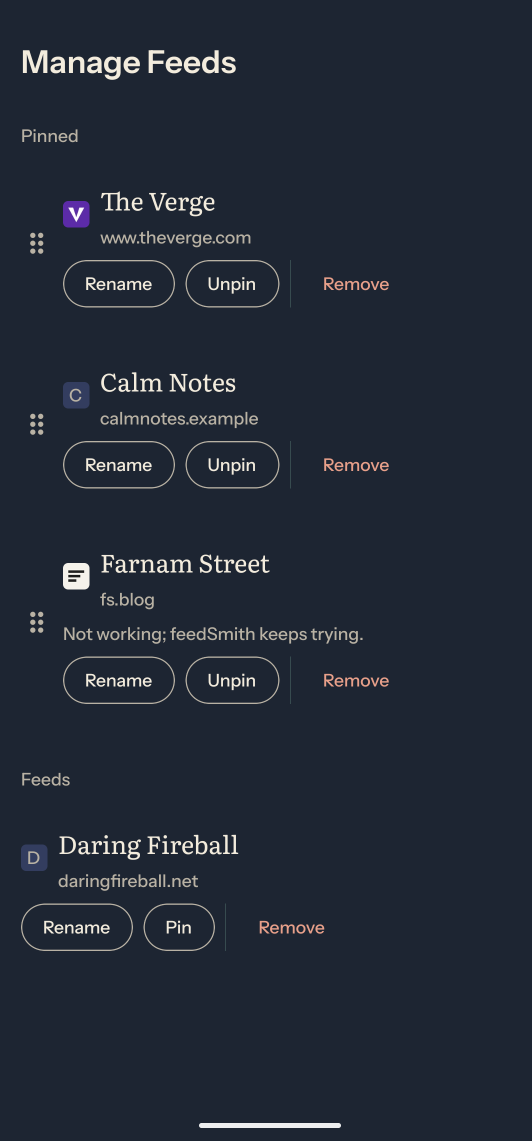 Manage Feeds
Pinned
V
The Verge
www.theverge.com
Rename Unpin Remove
C
Calm Notes
calmnotes.example
Rename Unpin Remove
Farnam Street
fs.blog
Not working; feedSmith keeps trying.
Rename Unpin Remove
Feeds
D
Daring Fireball
daringfireball.net
Rename Pin Remove